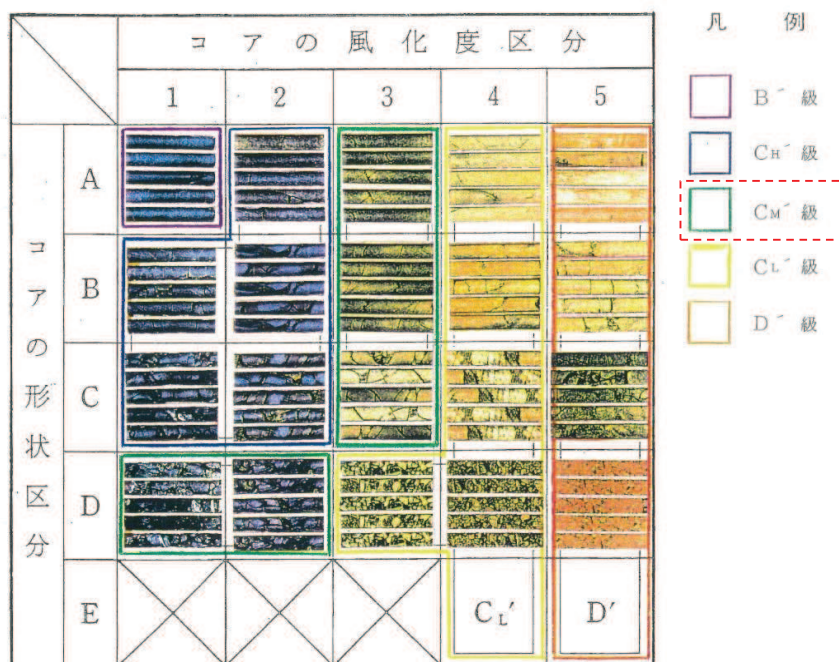 コアの風化度区分
1 2 3 4 5
コアの形状区分
A
B
C
D
E CL′ D′
凡例
B′級
CH′級
CM′級
CL′級
D′級